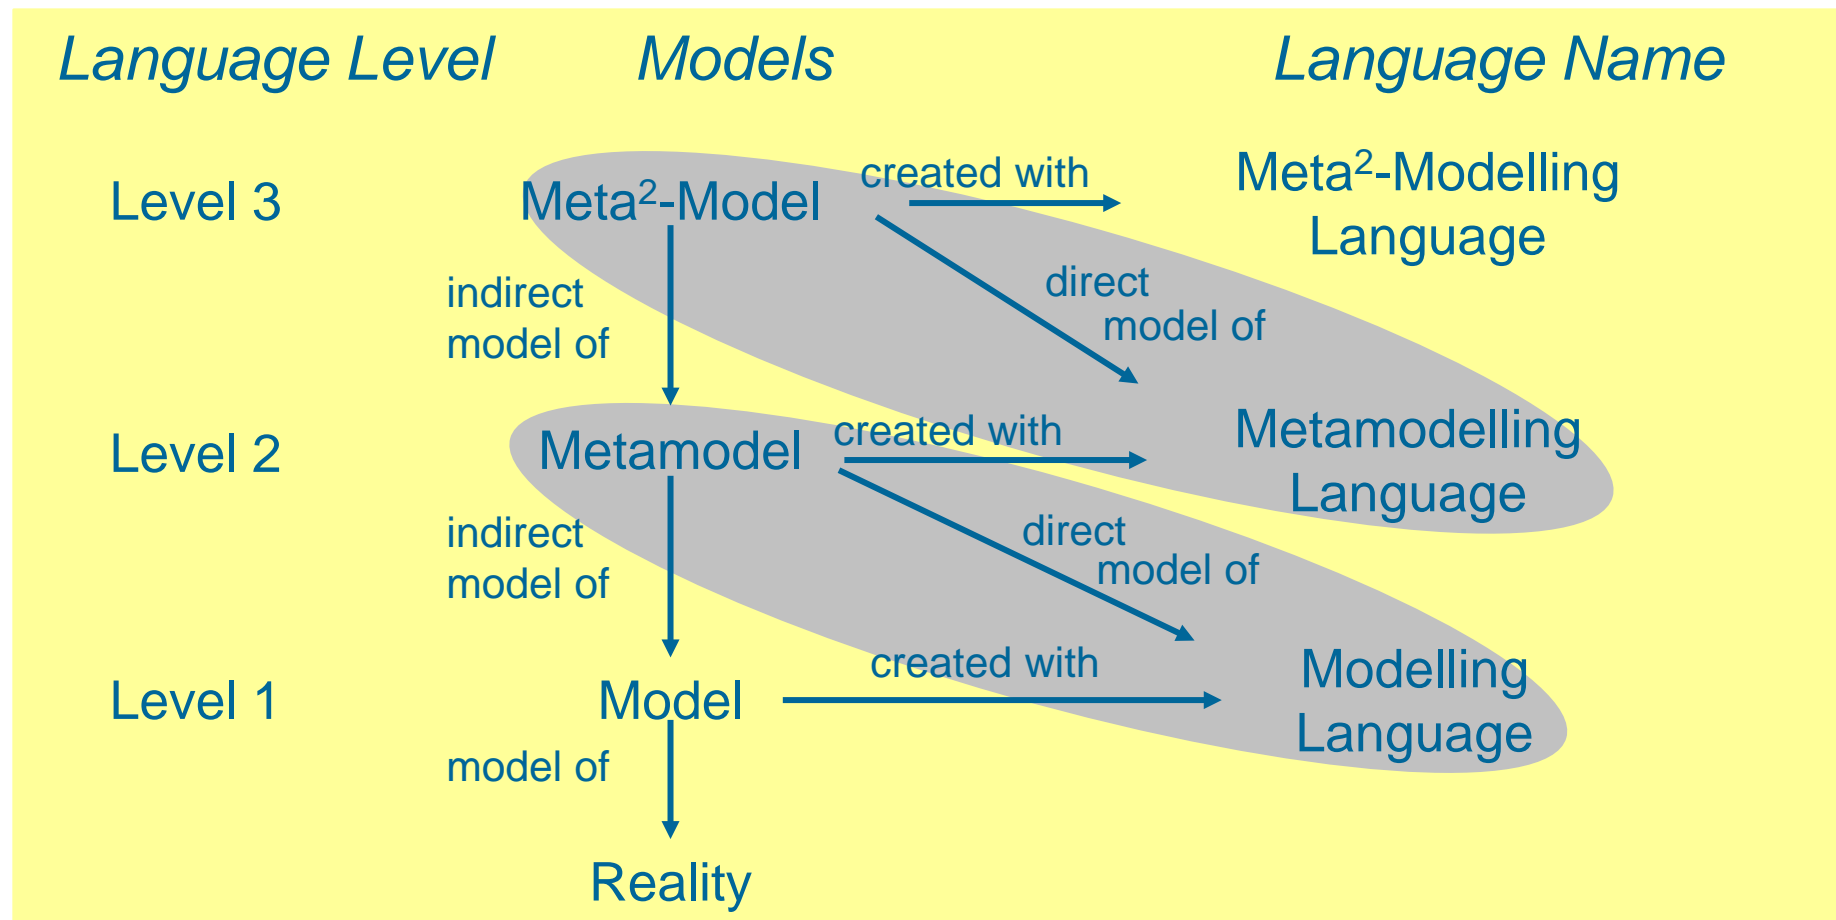 Language Level Models Language Name
Level 3 Meta²-Model created with Meta²-Modelling
Language
indirect
model of
direct
model of
Level 2 Metamodel created with Metamodelling
Language
indirect
model of
direct
model of
Level 1 Model created with Modelling
Language
model of
Reality